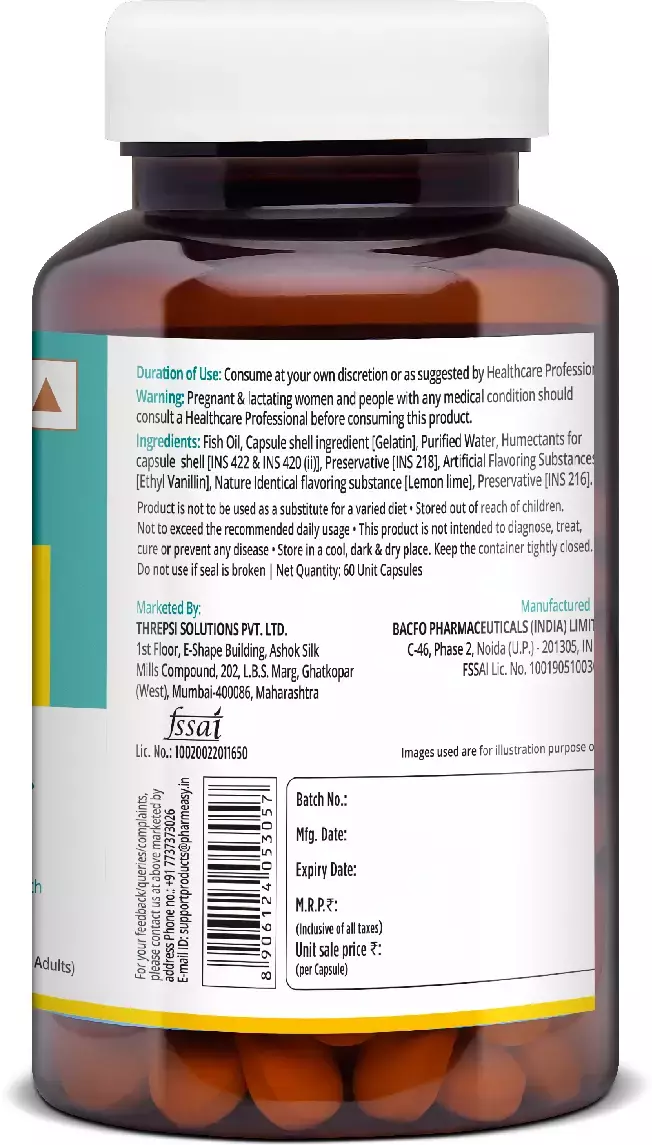 Duration of Use: Consume at your own discretion or as suggested by Healthcare
Warning: Pregnant & lactating women and people with any medical condition should
consult a Healthcare Professional before consuming this product.
Ingredients: Fish Oil, Capsule shell ingredient [Gelatin], Purified Water, Humectants for
capsule shell [INS 422 & INS 420 (ii)], Preservative [INS 218], Artificial Flavoring Substances
[Ethyl Vanillin], Nature Identical flavoring substance [Lemon lime], Preservative [INS 216].
Product is not to be used as a substitute for a varied diet • Stored out of reach of children.
Not to exceed the recommended daily usage • This product is not intended to diagnose, treat,
cure or prevent any disease • Store in a cool, dark & dry place. Keep the container tightly closed.
Do not use if seal is broken | Net Quantity: 60 Unit Capsules
Marketed By:
THREPSI SOLUTIONS PVT. LTD.
1st Floor, E-Shape Building, Ashok Silk
Mills Compound, 202, L.B.S. Marg, Ghatkopar
(West), Mumbai-400086, Maharashtra
fssai
Lic. No.: 10020022011650
Manufactured
BACFO PHARMACEUTICALS (INDIA)
C-46, Phase 2, Noida (U.P.) - 201305,
FSSAI Lic. No.
Images used are for illustration purpose
For your feedback/queries/complaints,
please contact us at above marketed by
address Phone no.: +91 7737373026
E-mail ID: supportproducts@pharmeasy.in
8 906124 053057
Batch No.:
Mfg. Date:
Expiry Date:
M.R.P.₹:
(Inclusive of all taxes)
Unit sale price ₹:
(per Capsule)
Adults)